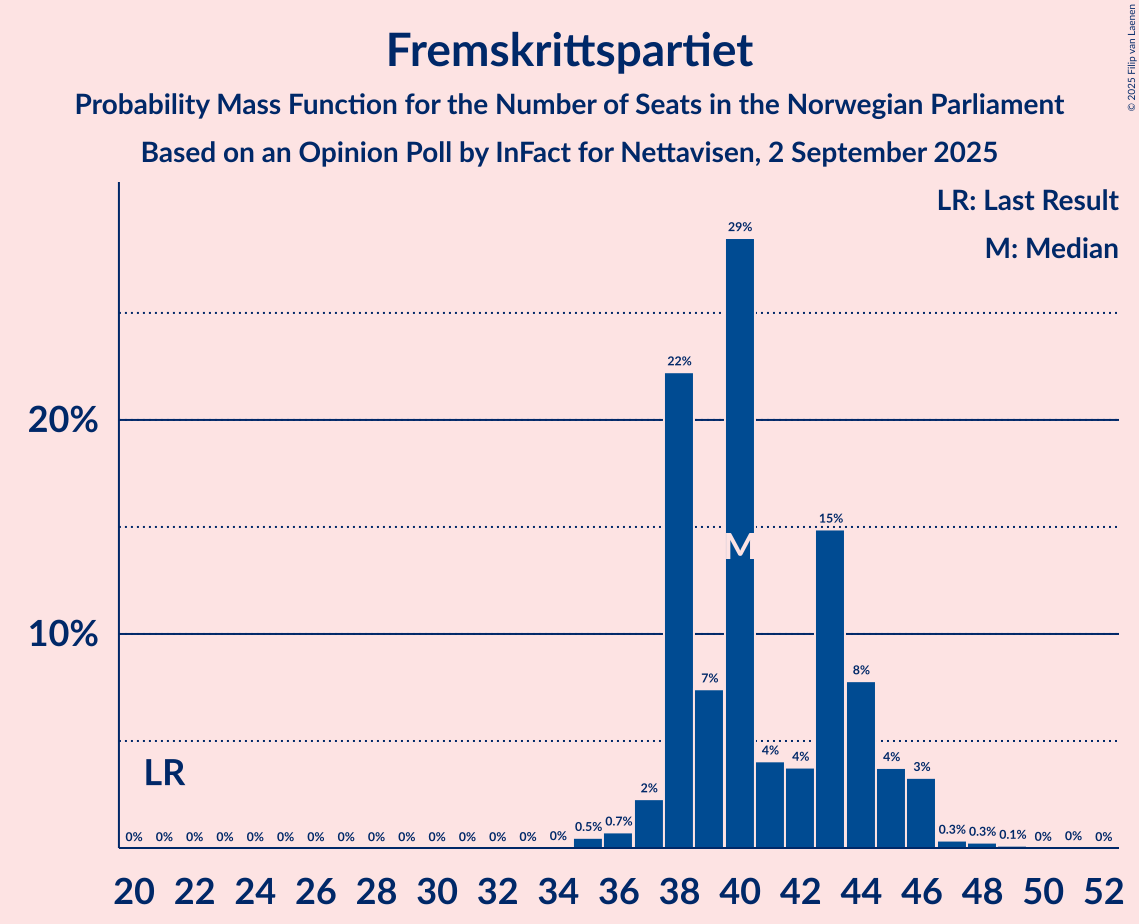 Fremskrittspartiet
Probability Mass Function for the Number of Seats in the Norwegian Parliament
Based on an Opinion Poll by InFact for Nettavisen, 2 September 2025
© 2025 Filip van Laenen
LR: Last Result
M: Median
29%
22%
20%
15%
M
10%
8%
7%
4% 4% 4% 3%
LR
2%
0% 0% 0% 0% 0% 0% 0% 0% 0% 0% 0% 0% 0% 0% 0% 0.5% 0.7% 0.3% 0.3% 0.1% 0% 0% 0%
20 22 24 26 28 30 32 34 36 38 40 42 44 46 48 50 52